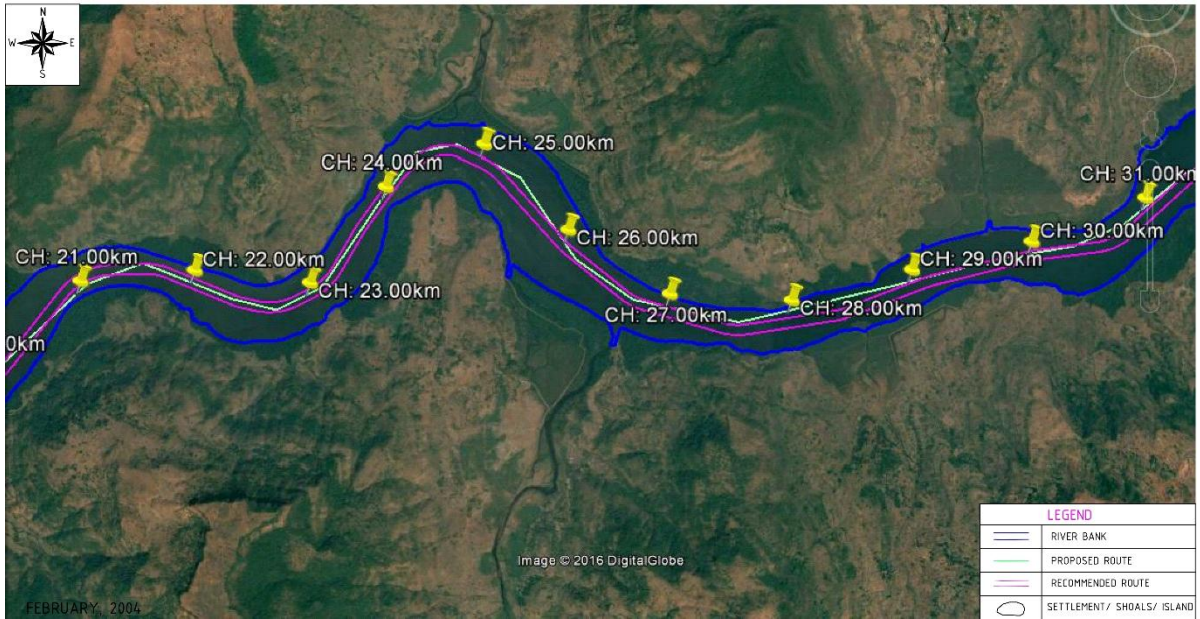 N
W E
S
CH: 25.00km
CH: 24.00km
CH: 31.00km
CH: 26.00km
CH: 30.00km
CH: 21.00km
CH: 22.00km
CH: 29.00km
CH: 23.00km
CH: 27.00km
CH: 28.00km
0km
LEGEND
RIVER BANK
PROPOSED ROUTE
RECOMMENDED ROUTE
SETTLEMENT/ SHOALS/ ISLAND
Image © 2016 DigitalGlobe
FEBRUARY, 2004